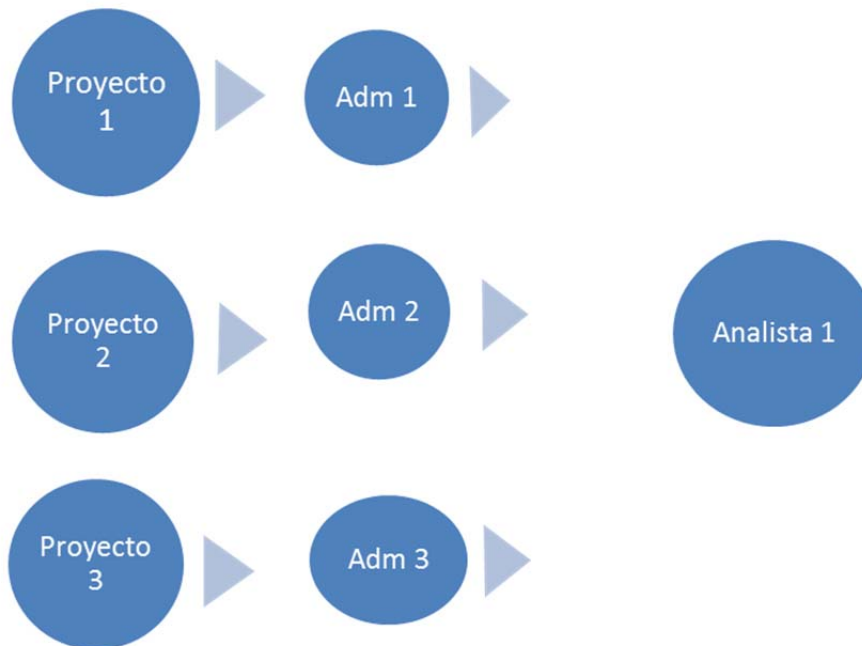 Proyecto
1
Adm 1
Proyecto
2
Adm 2
Analista 1
Proyecto
3
Adm 3